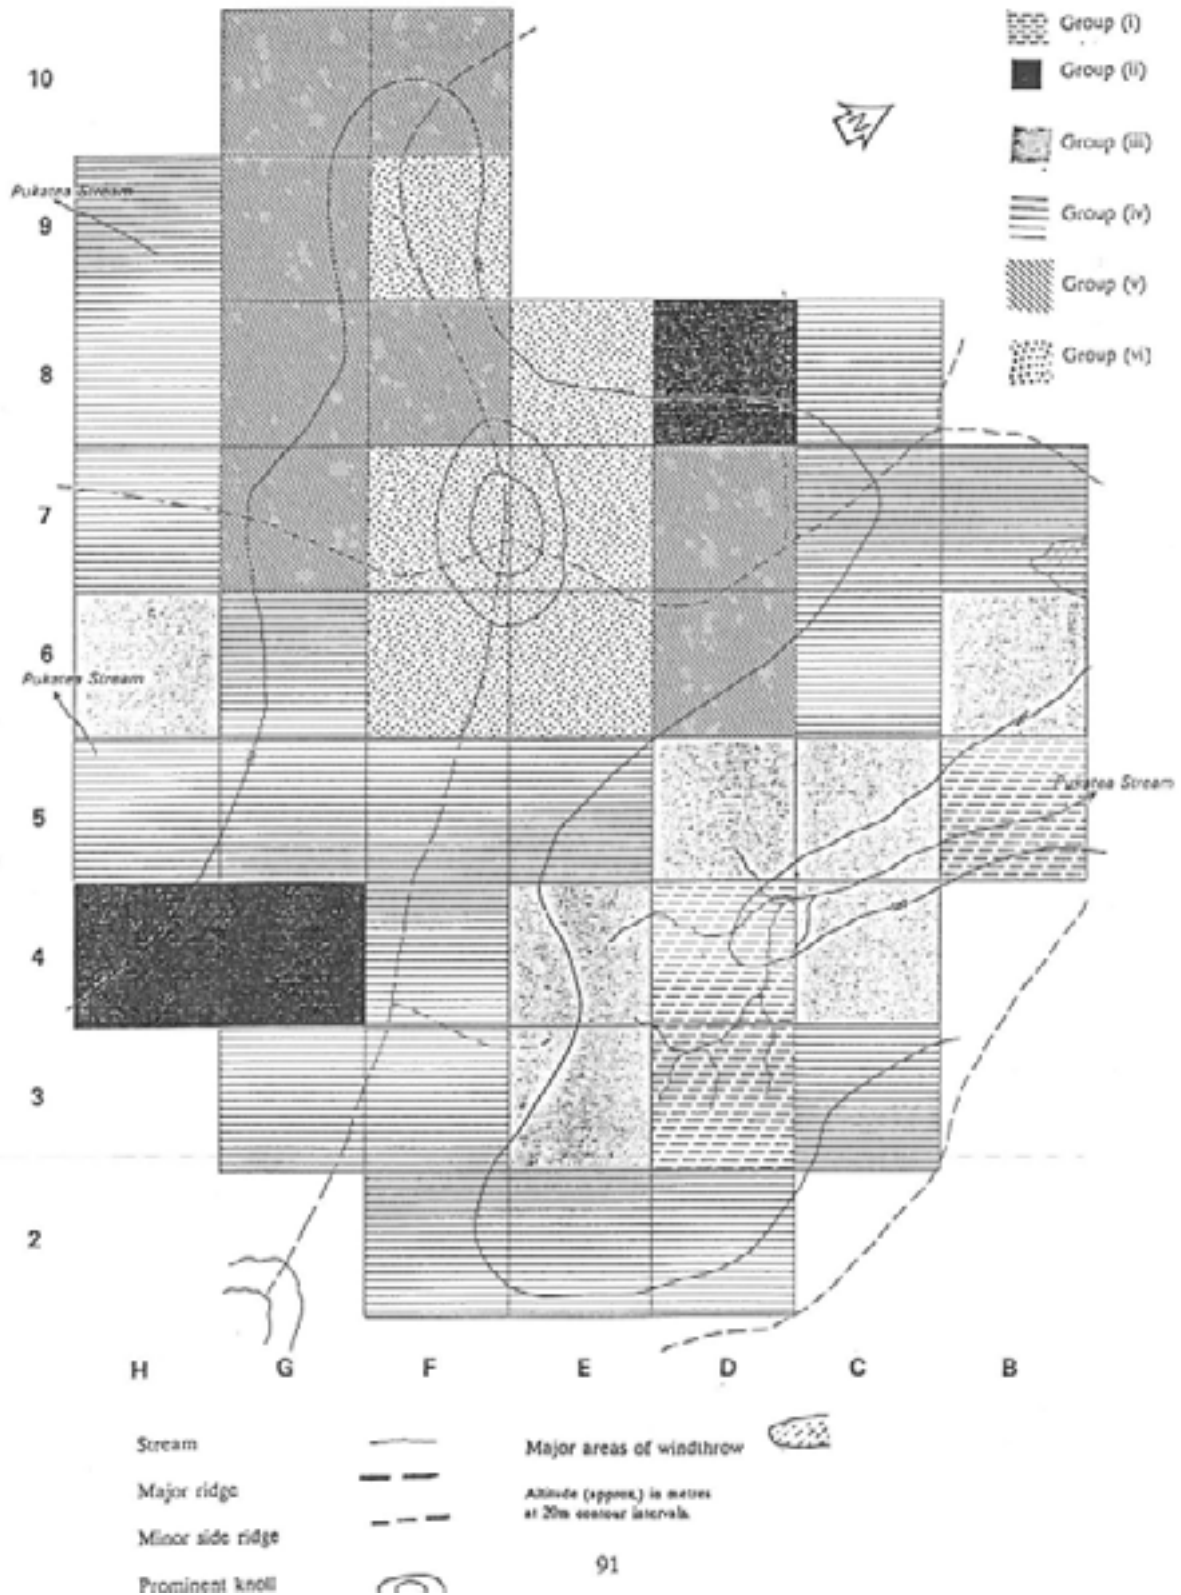 Group (i)
Group (ii)
Group (iii)
Group (iv)
Group (v)
Group (vi)
N
10
Pukatea Stream
9
8
7
6
Pukatea Stream
5
Pukatea Stream
4
3
2
H G F E D C B
Stream
Major ridge
Minor side ridge
Prominent knoll
Major areas of windthrow
Altitude (approx.) in metres
at 20m contour intervals.
91